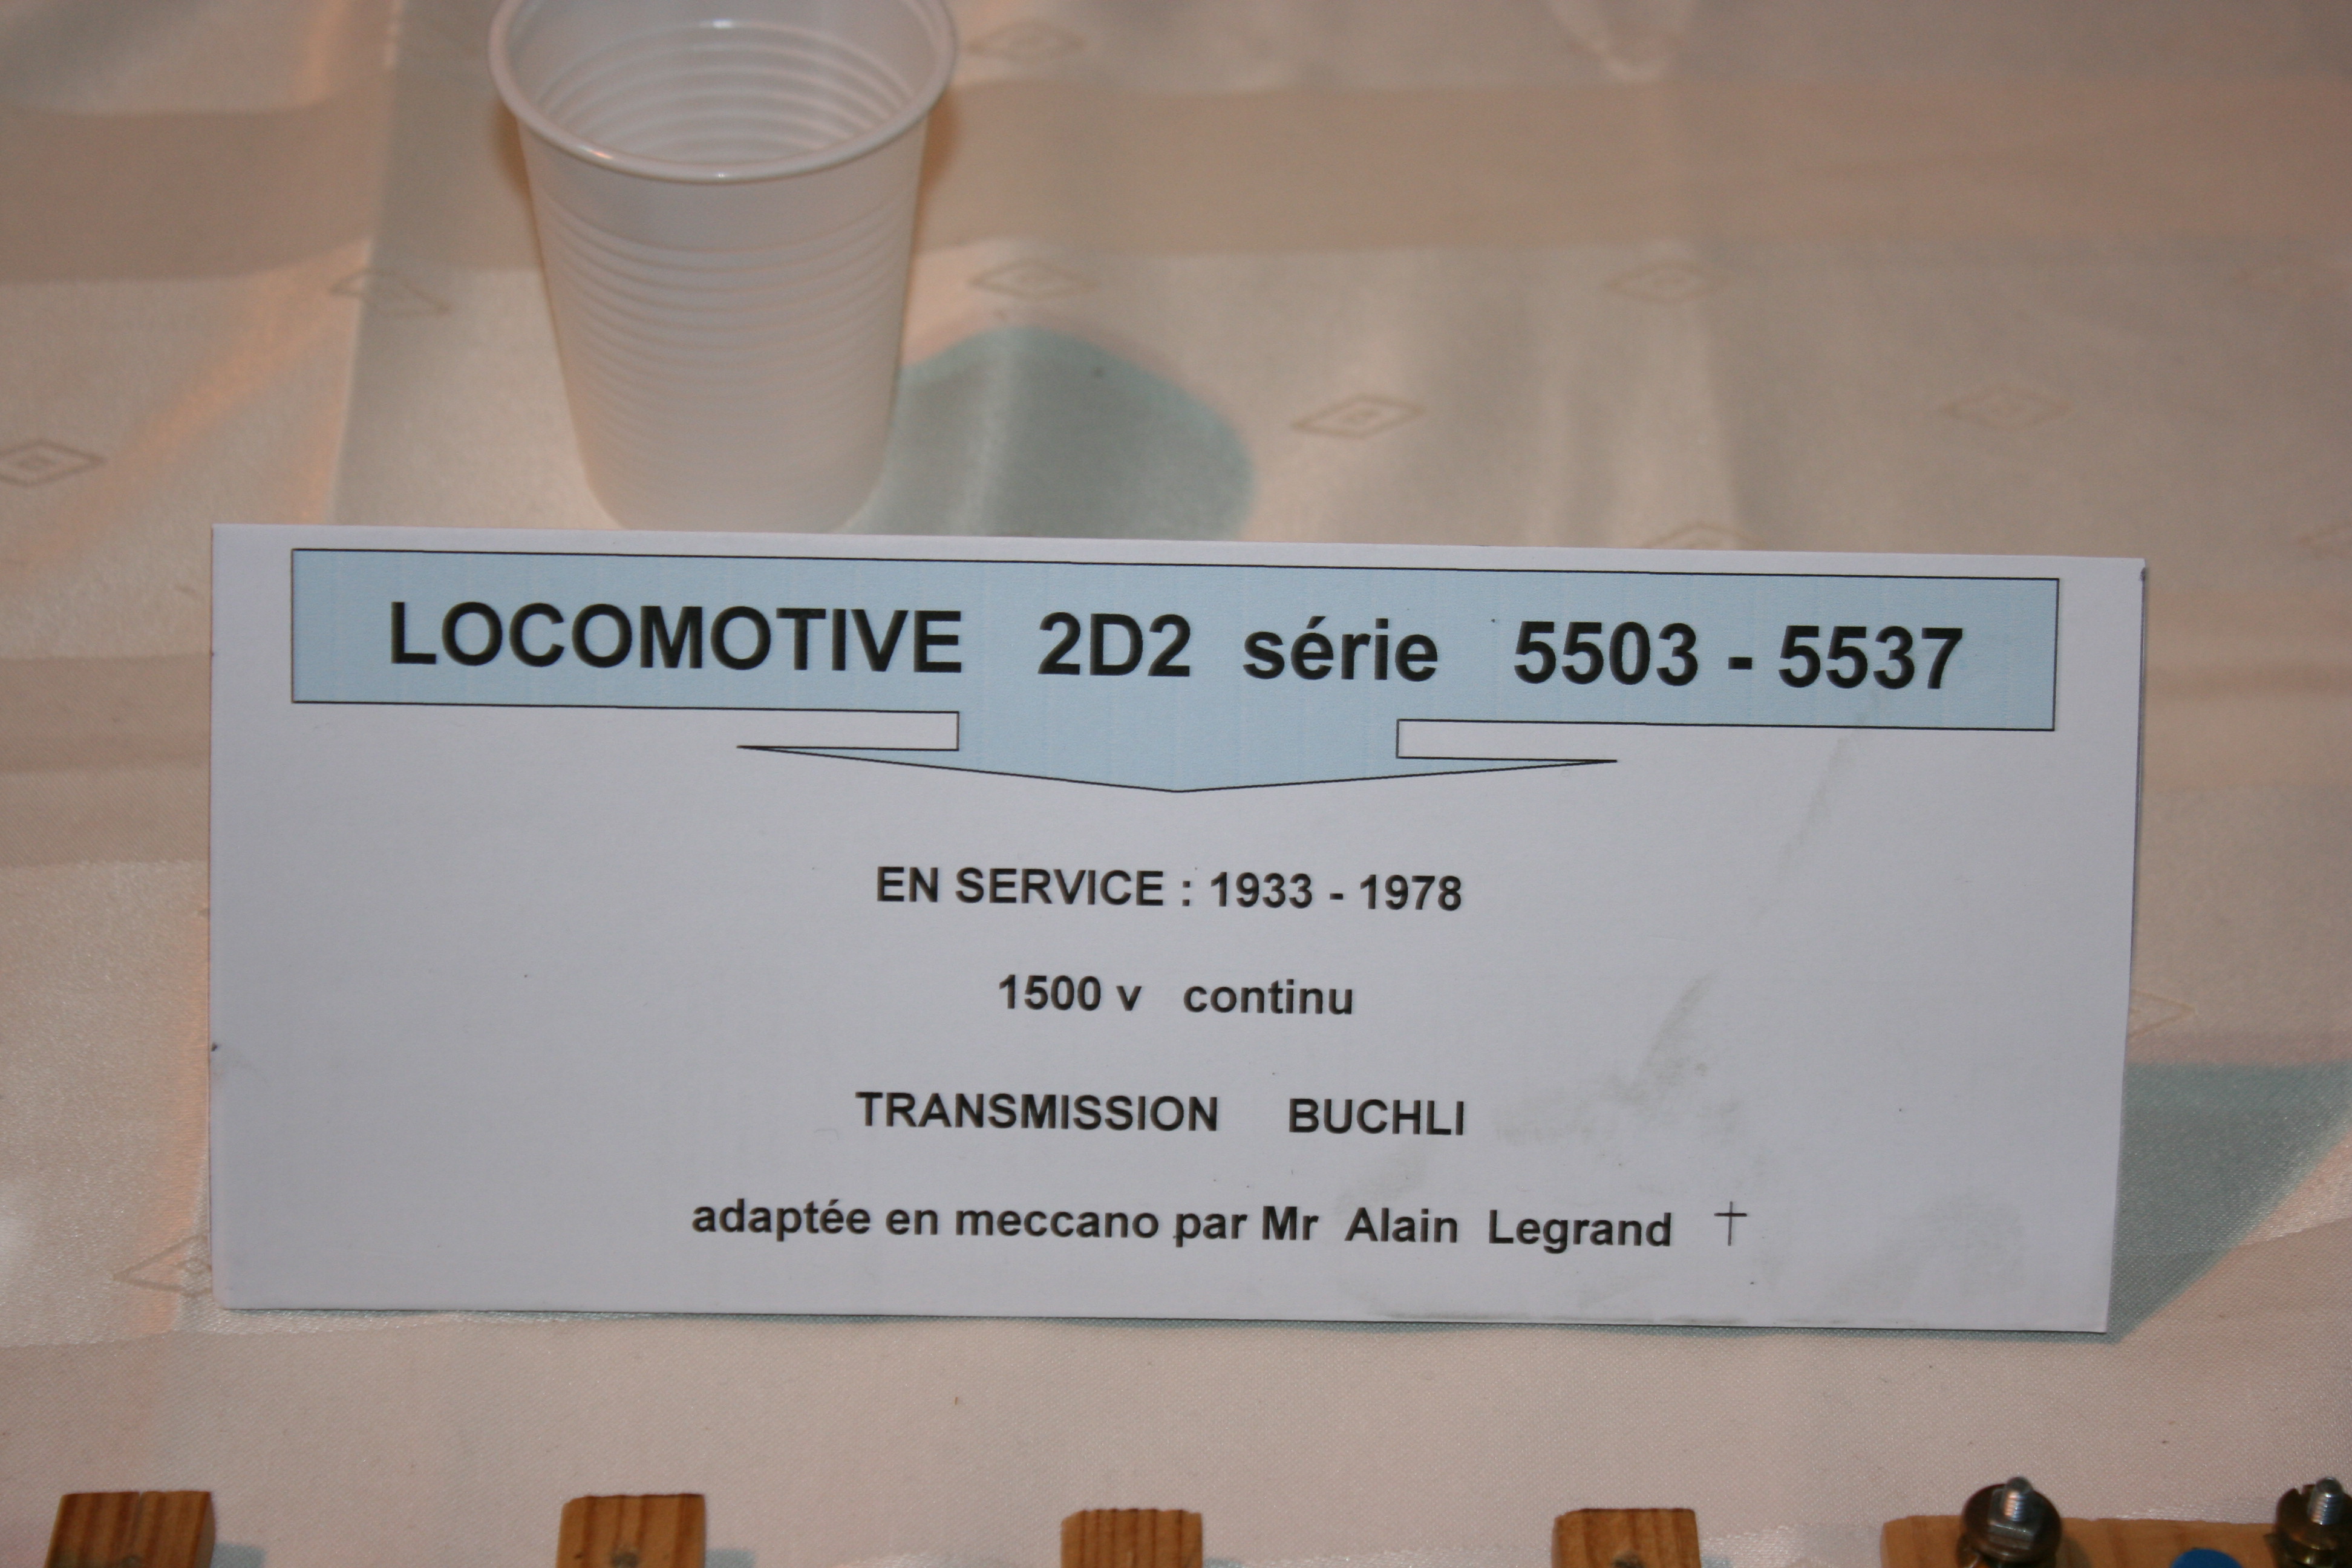 LOCOMOTIVE 2D2 série 5503 - 5537
EN SERVICE : 1933 - 1978
1500 v continu
TRANSMISSION BUCHLI
adaptée en meccano par Mr Alain Legrand †